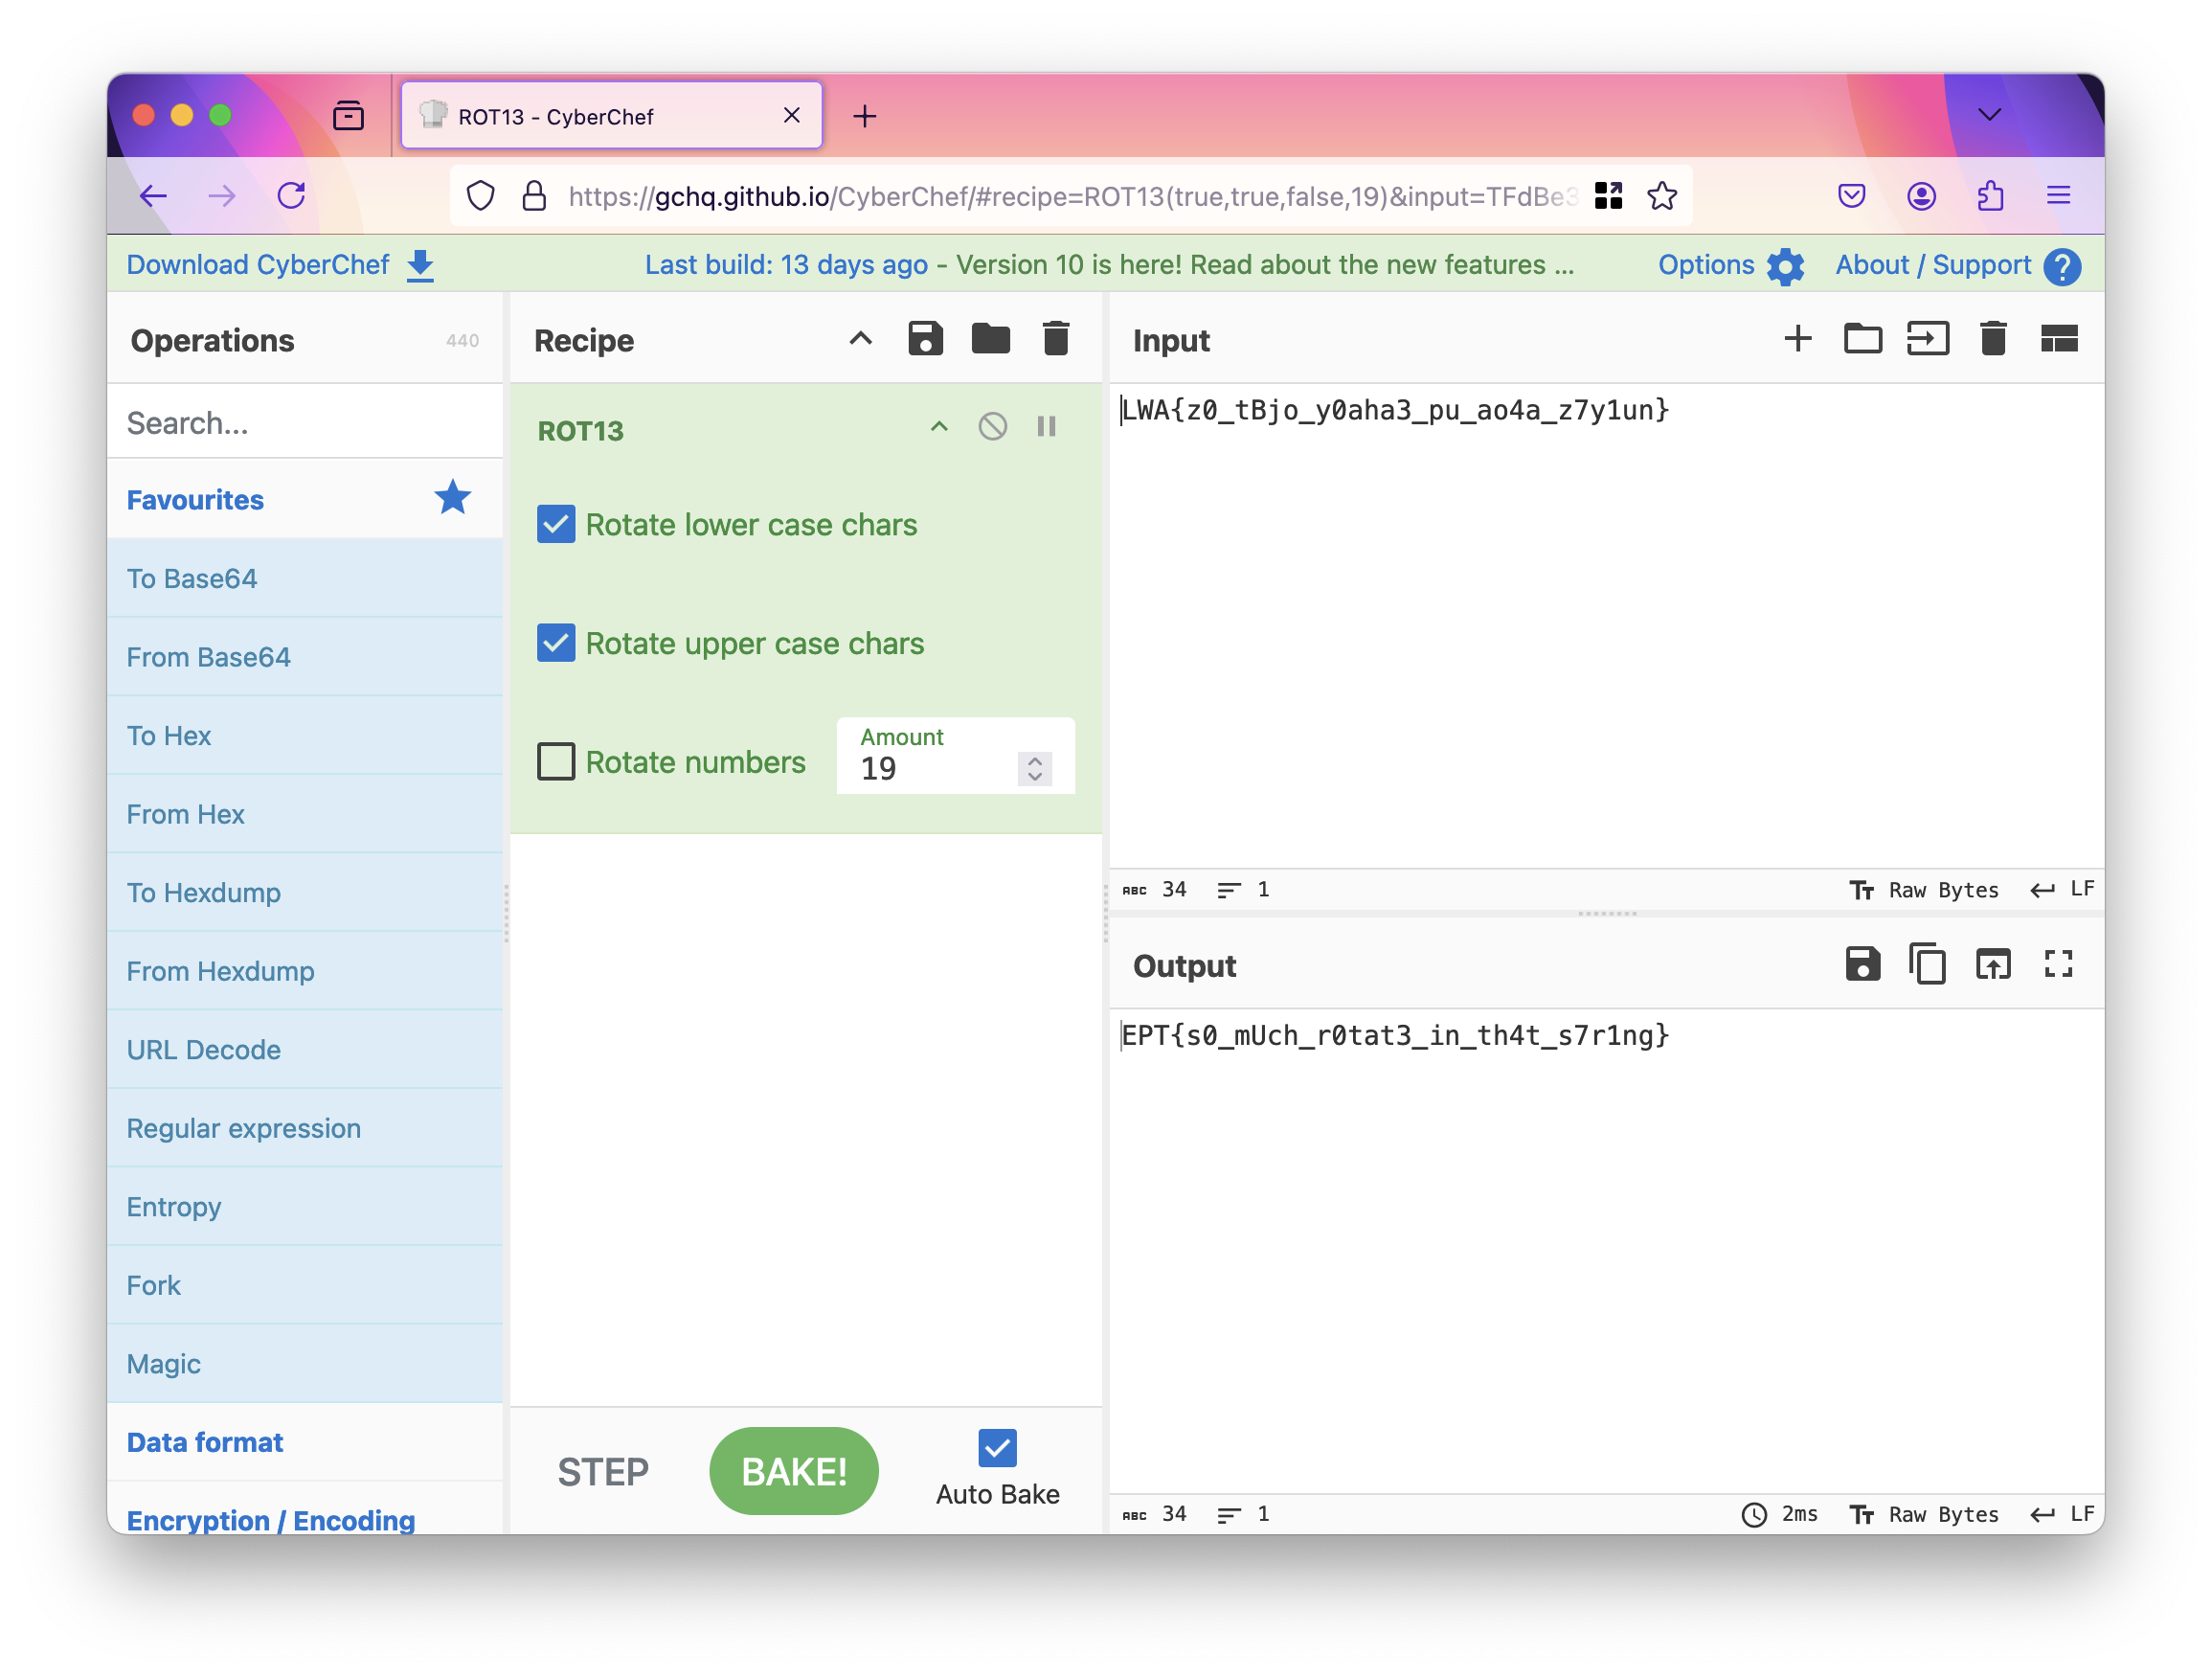 ROT13 - CyberChef
https://gchq.github.io/CyberChef/#recipe=ROT13(true,true,false,19)&input=TFdBe3
Download CyberChef
Last build: 13 days ago - Version 10 is here! Read about the new features ...
Options
About / Support
Operations
440
Search...
Favourites
To Base64
From Base64
To Hex
From Hex
To Hexdump
From Hexdump
URL Decode
Regular expression
Entropy
Fork
Magic
Data format
Encryption / Encoding
Recipe
ROT13
Rotate lower case chars
Rotate upper case chars
Rotate numbers
Amount
19
STEP
BAKE!
Auto Bake
Input
LWA{z0_tBjo_y0aha3_pu_ao4a_z7y1un}
ABC 34 1
Raw Bytes LF
Output
EPT{s0_mUch_r0tat3_in_th4t_s7r1ng}
ABC 34 1
2ms Raw Bytes LF